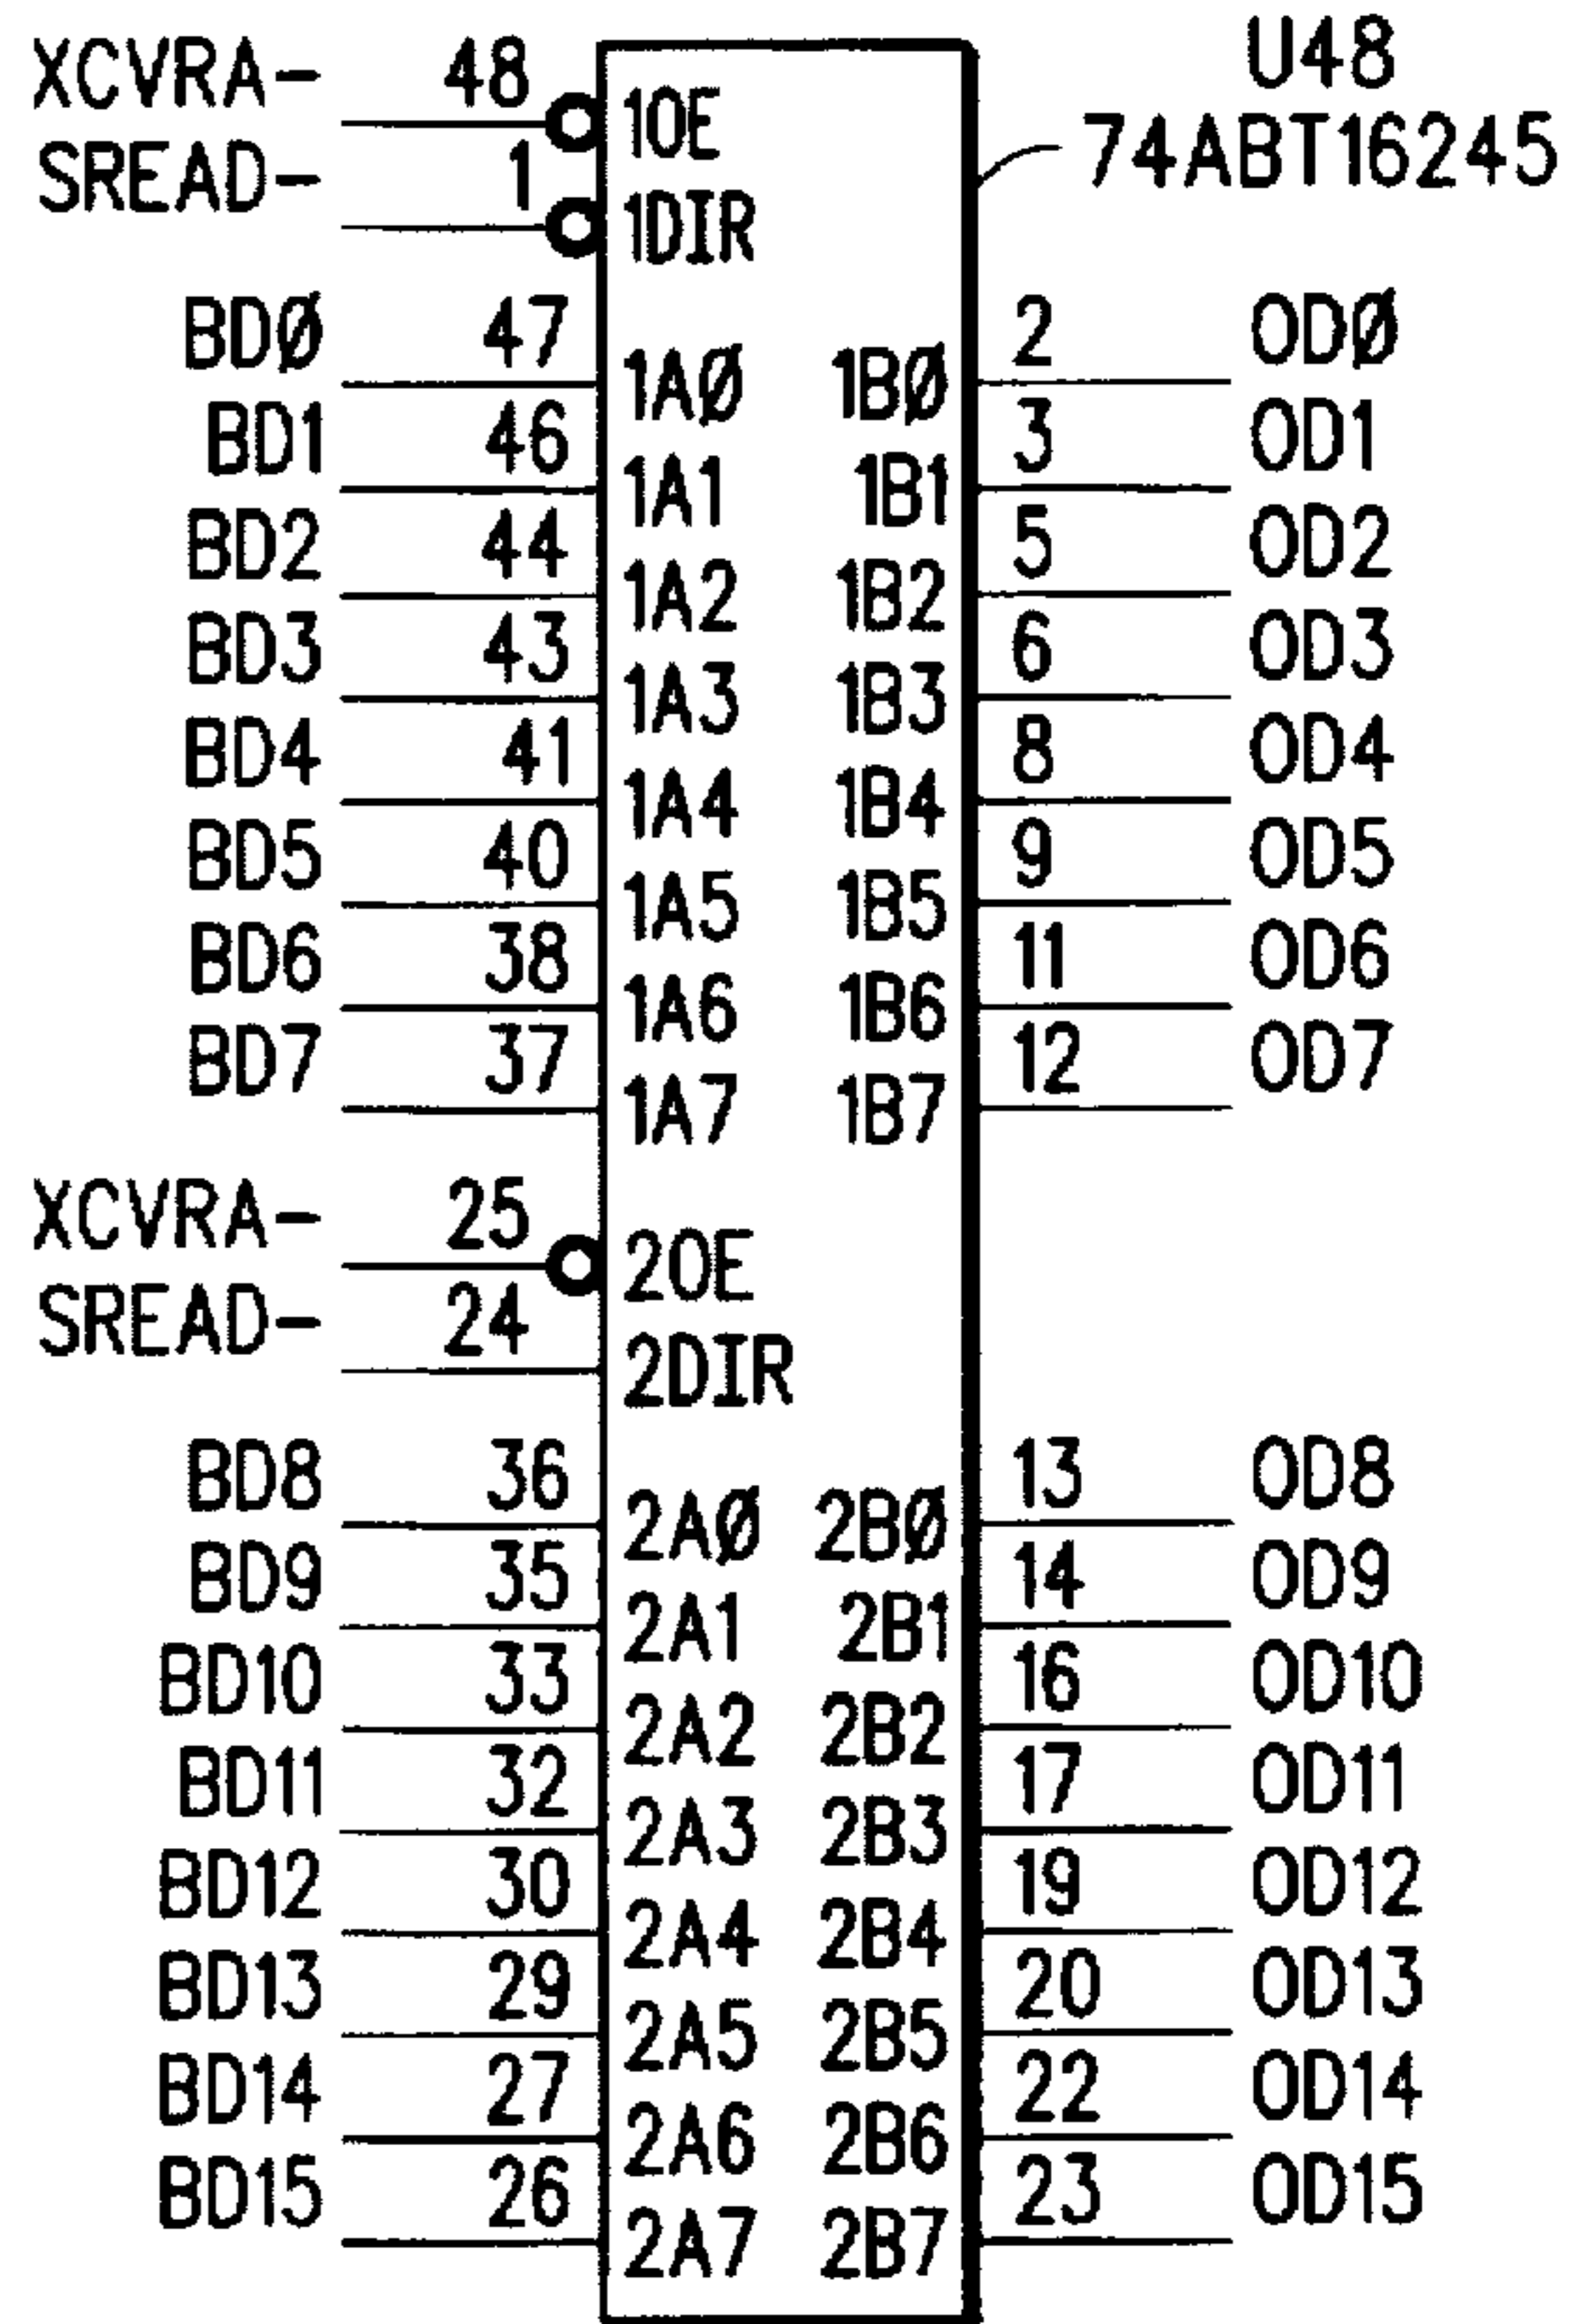 U48
74ABT16245
XCVRA- 48 1OE
SREAD- 1 1DIR
BDØ 47 1AØ 1BØ 2 ODØ
BD1 46 1A1 1B1 3 OD1
BD2 44 1A2 1B2 5 OD2
BD3 43 1A3 1B3 6 OD3
BD4 41 1A4 1B4 8 OD4
BD5 40 1A5 1B5 9 OD5
BD6 38 1A6 1B6 11 OD6
BD7 37 1A7 1B7 12 OD7
XCVRA- 25 2OE
SREAD- 24 2DIR
BD8 36 2AØ 2BØ 13 OD8
BD9 35 2A1 2B1 14 OD9
BD10 33 2A2 2B2 16 OD10
BD11 32 2A3 2B3 17 OD11
BD12 30 2A4 2B4 19 OD12
BD13 29 2A5 2B5 20 OD13
BD14 27 2A6 2B6 22 OD14
BD15 26 2A7 2B7 23 OD15